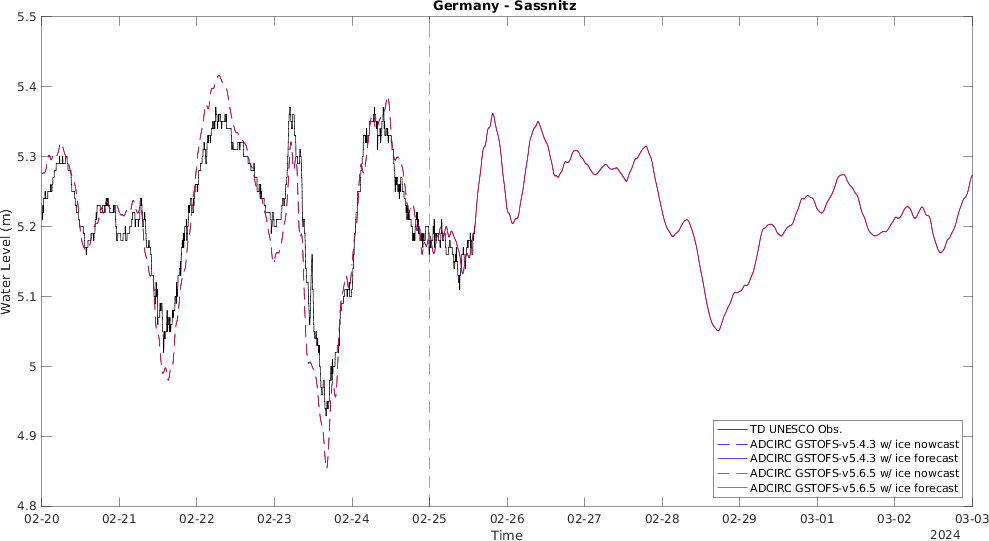 Germany - Sassnitz
5.5
5.4
5.3
5.2
5.1
5
4.9
4.8
Water Level (m)
02-20 02-21 02-22 02-23 02-24 02-25 02-26 02-27 02-28 02-29 03-01 03-02 03-03
Time
2024
TD UNESCO Obs.
ADCIRC GSTOFS-v5.4.3 w/ ice nowcast
ADCIRC GSTOFS-v5.4.3 w/ ice forecast
ADCIRC GSTOFS-v5.6.5 w/ ice nowcast
ADCIRC GSTOFS-v5.6.5 w/ ice forecast